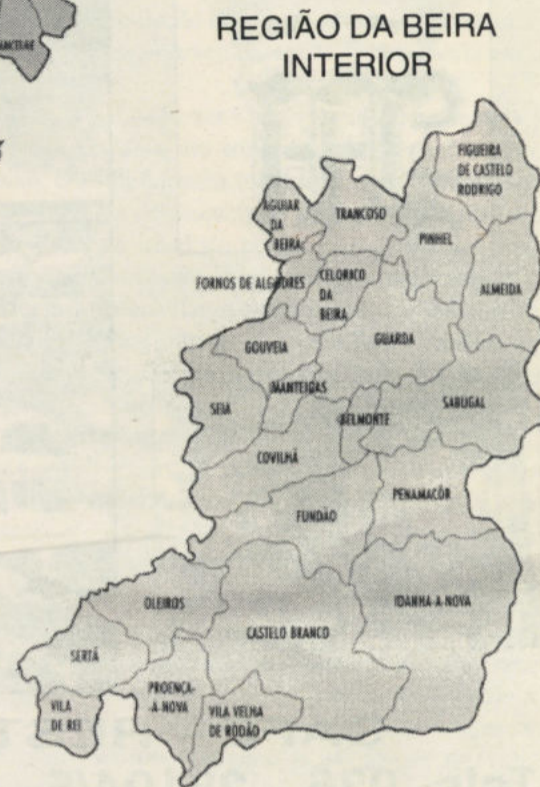 REGIÃO DA BEIRA
INTERIOR
FIGUEIRA
DE CASTELO
RODRIGO
AGUIAR
DA
BEIRA
TRANCOSO
PINHEL
FORNOS DE ALGODRES
CELORICO
DA
BEIRA
ALMEIDA
GOUVEIA
GUARDA
MANTEIGAS
SEIA
BELMONTE
SABUGAL
COVILHÃ
PENAMACÔR
FUNDÃO
OLEIROS
IDANHA-A-NOVA
CASTELO BRANCO
SERTÃ
PROENÇA-
A-NOVA
VILA
DE REI
VILA VELHA
DE RODÃO